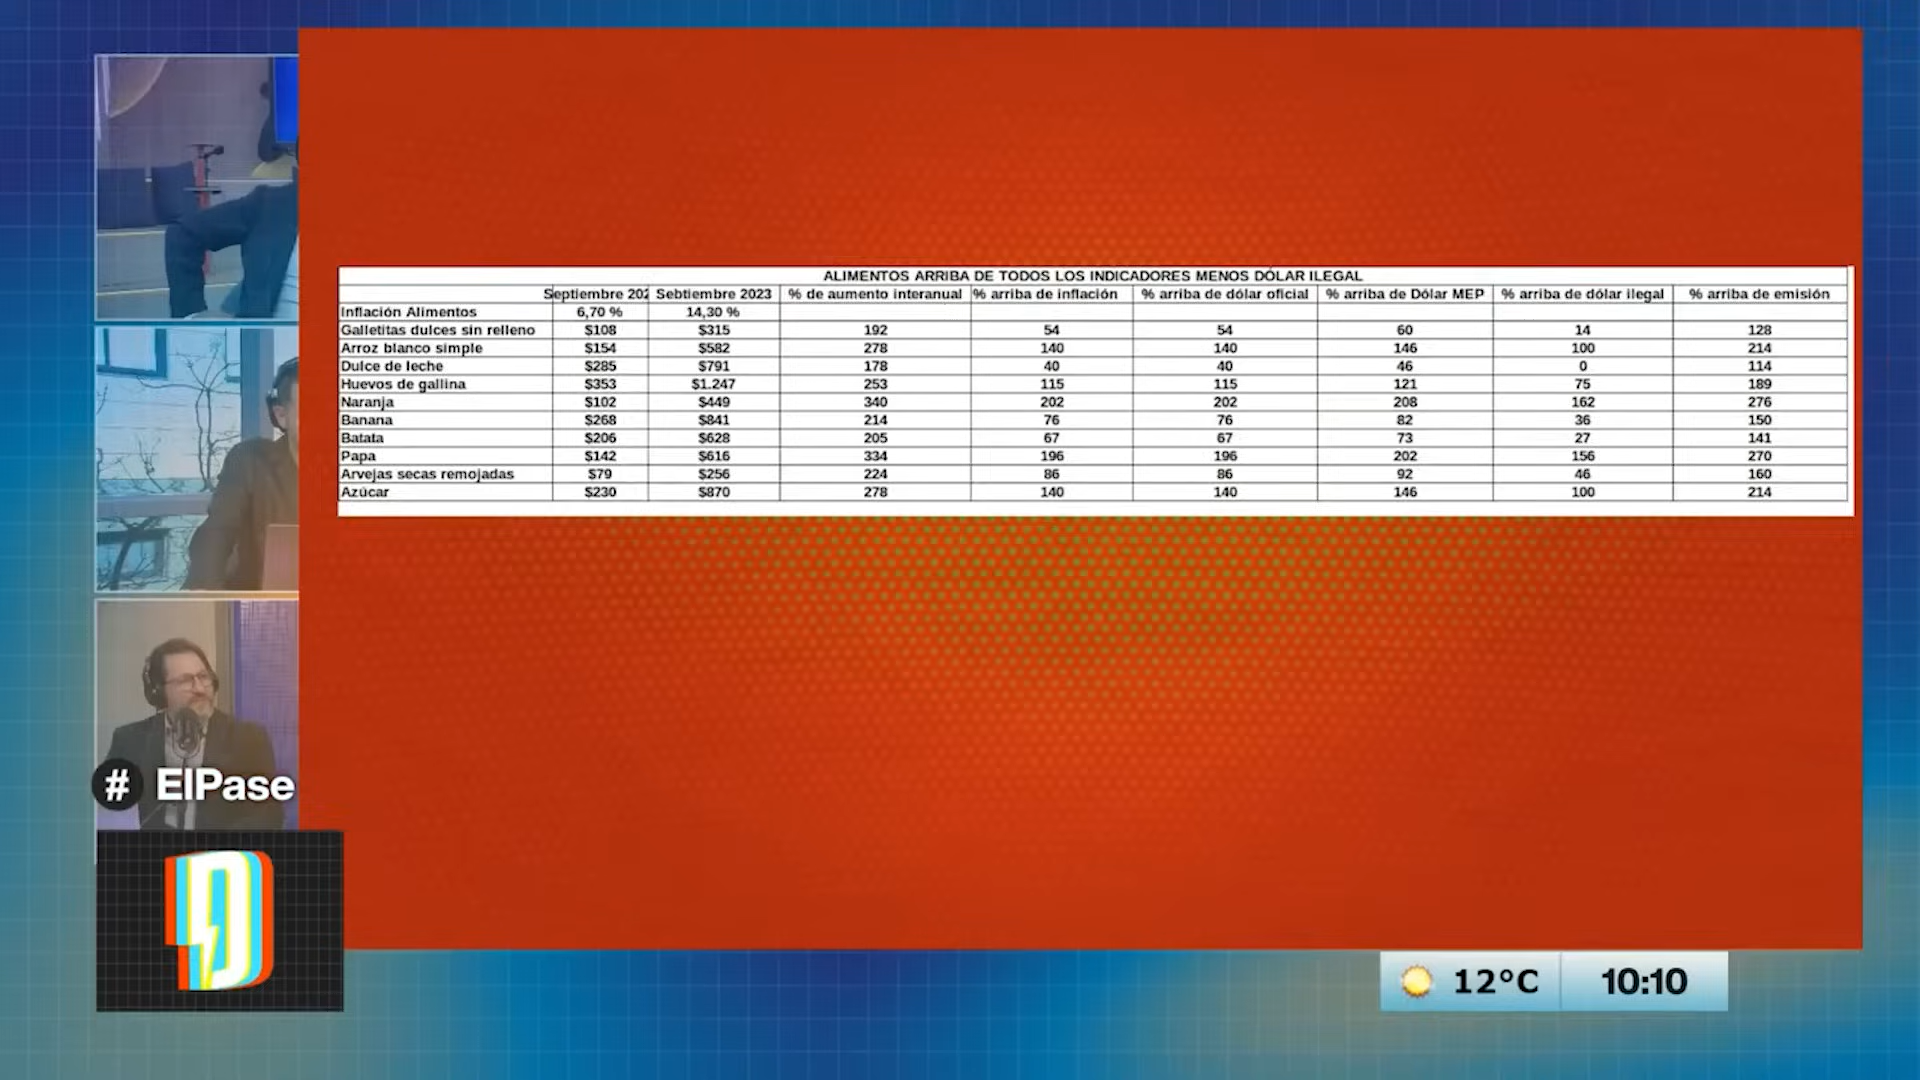 ALIMENTOS ARRIBA DE TODOS LOS INDICADORES MENOS DÓLAR ILEGAL
Septiembre 202 Sebtiembre 2023 % de aumento interanual % arriba de inflación % arriba de dólar oficial % arriba de Dólar MEP % arriba de dólar ilegal % arriba de emisión
Inflación Alimentos 6,70 % 14,30 %
Galletitas dulces sin relleno $108 $315 192 54 54 60 14 128
Arroz blanco simple $154 $582 278 140 140 146 100 214
Dulce de leche $285 $791 178 40 40 46 0 114
Huevos de gallina $353 $1.247 253 115 115 121 75 189
Naranja $102 $449 340 202 202 208 162 276
Banana $268 $841 214 76 76 82 36 150
Batata $206 $628 205 67 67 73 27 141
Papa $142 $616 334 196 196 202 156 270
Arvejas secas remojadas $79 $256 224 86 86 92 46 160
Azúcar $230 $870 278 140 140 146 100 214
# ElPase
D
12°C 10:10